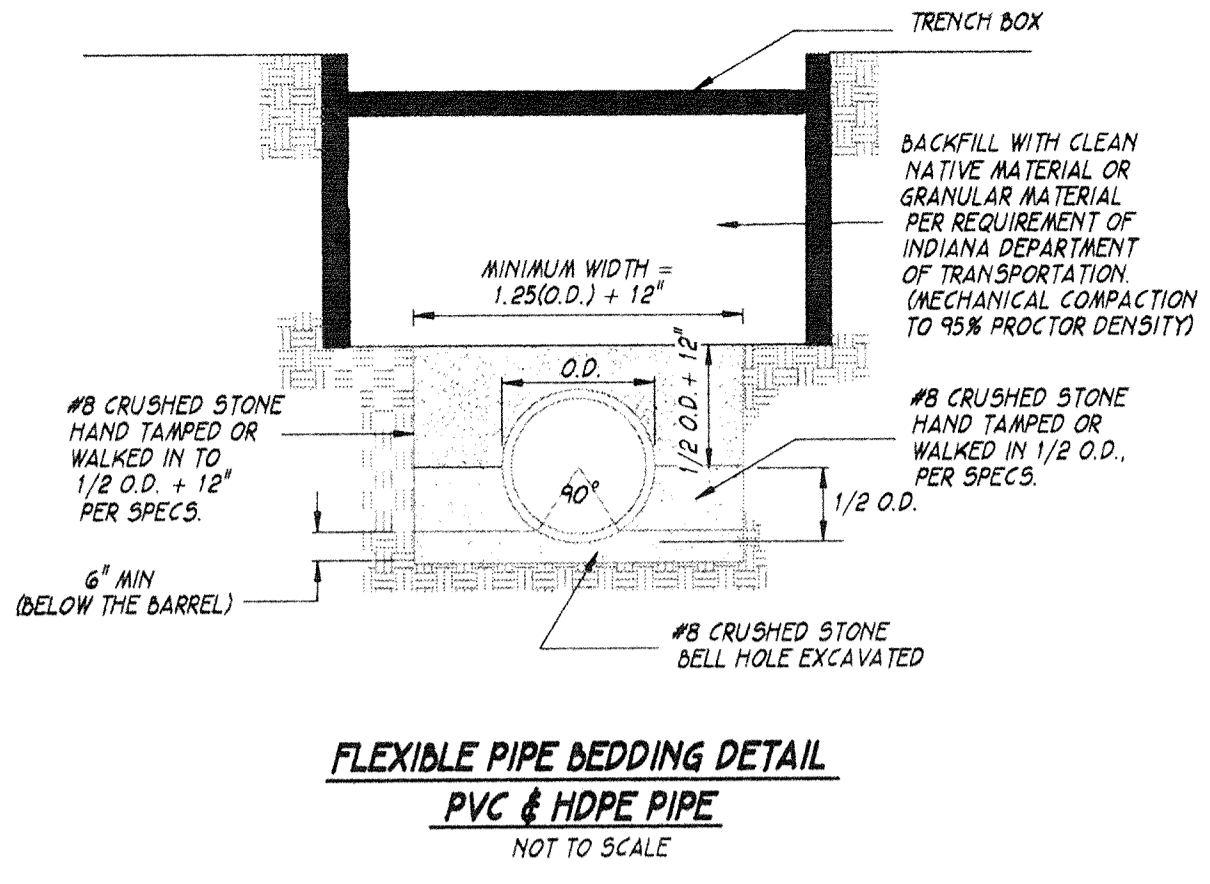 TRENCH BOX
BACKFILL WITH CLEAN
NATIVE MATERIAL OR
GRANULAR MATERIAL
PER REQUIREMENT OF
INDIANA DEPARTMENT
OF TRANSPORTATION.
(MECHANICAL COMPACTION
TO 95% PROCTOR DENSITY)
MINIMUM WIDTH =
1.25(O.D.) + 12"
O.D.
1/2 O.D.+ 12"
#8 CRUSHED STONE
HAND TAMPED OR
WALKED IN TO
1/2 O.D. + 12"
PER SPECS.
#8 CRUSHED STONE
HAND TAMPED OR
WALKED IN 1/2 O.D.,
PER SPECS.
90°
1/2 O.D.
6" MIN
(BELOW THE BARREL)
#8 CRUSHED STONE
BELL HOLE EXCAVATED
FLEXIBLE PIPE BEDDING DETAIL
PVC & HDPE PIPE
NOT TO SCALE